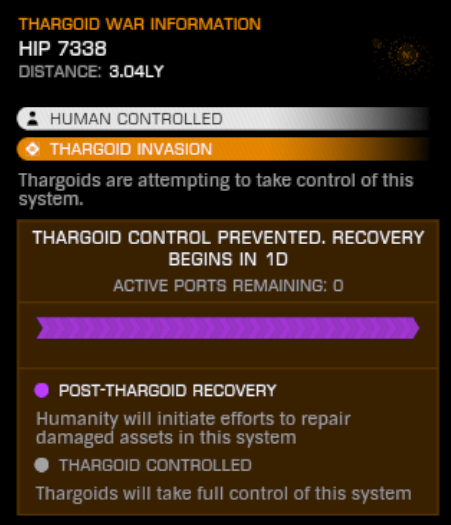 THARGOID WAR INFORMATION
HIP 7338
DISTANCE: 3.04LY
HUMAN CONTROLLED
THARGOID INVASION
Thargoids are attempting to take control of this
system.
THARGOID CONTROL PREVENTED. RECOVERY
BEGINS IN 1D
ACTIVE PORTS REMAINING: 0
POST-THARGOID RECOVERY
Humanity will initiate efforts to repair
damaged assets in this system
THARGOID CONTROLLED
Thargoids will take full control of this system